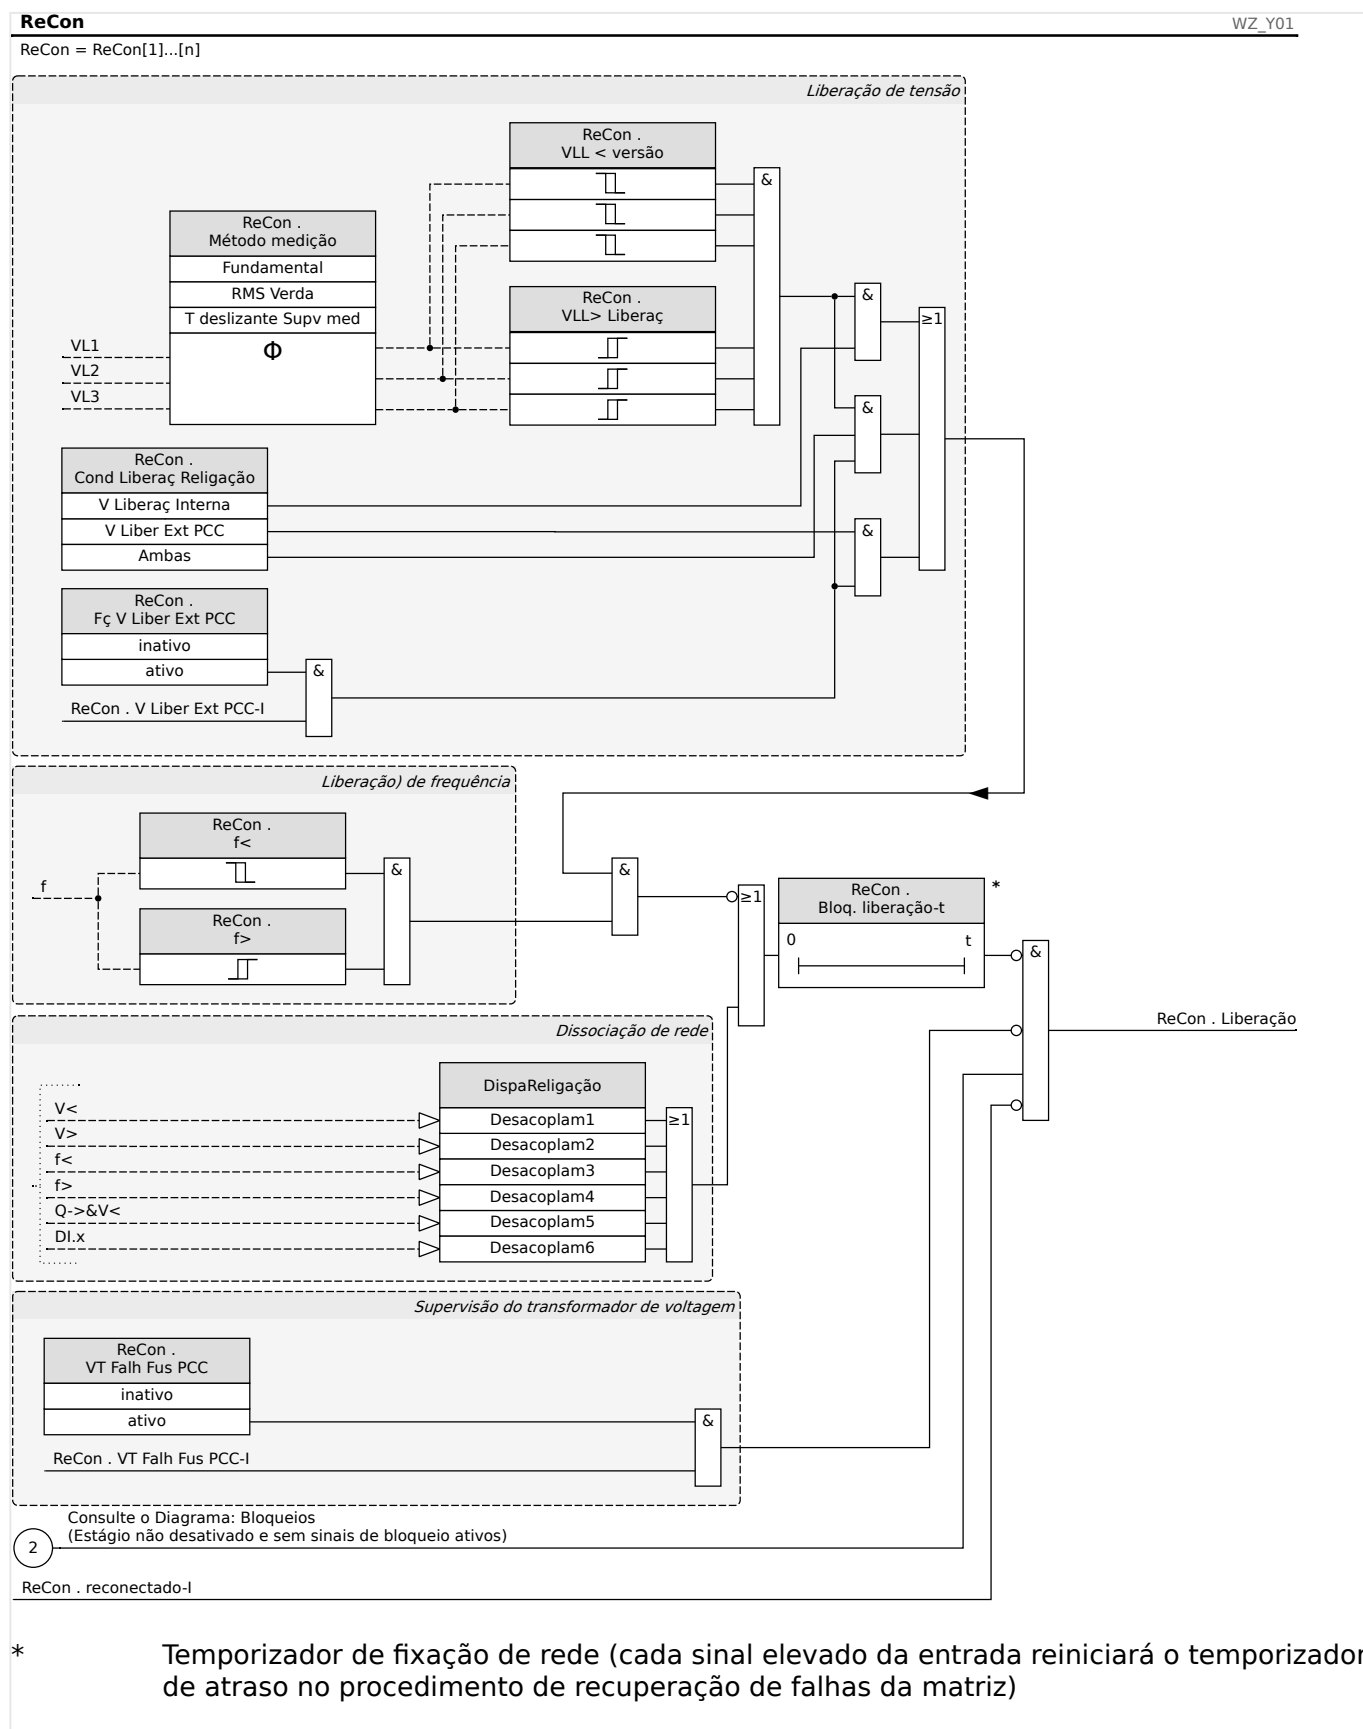 ReCon
WZ_Y01
ReCon = ReCon[1]...[n]
Liberação de tensão
ReCon .
VLL < versão
&
ReCon .
Método medição
Fundamental
RMS Verda
T deslizante Supv med
Φ
VL1
VL2
VL3
ReCon .
VLL> Liberaç
&
≥1
&
ReCon .
Cond Liberaç Religação
V Liberaç Interna
V Liber Ext PCC
Ambas
&
ReCon .
Fç V Liber Ext PCC
inativo
ativo
&
ReCon . V Liber Ext PCC-I
Liberação) de frequência
ReCon .
f<
f
ReCon .
f>
&
&
≥1
ReCon .
Bloq. liberação-t
*
0
t
&
ReCon . Liberação
Dissociação de rede
DispaReligação
V<
Desacoplam1
≥1
V>
Desacoplam2
f<
Desacoplam3
f>
Desacoplam4
Q->&V<
Desacoplam5
DI.x
Desacoplam6
Supervisão do transformador de voltagem
ReCon .
VT Falh Fus PCC
inativo
ativo
&
ReCon . VT Falh Fus PCC-I
Consulte o Diagrama: Bloqueios
(Estágio não desativado e sem sinais de bloqueio ativos)
2
ReCon . reconectado-I
* Temporizador de fixação de rede (cada sinal elevado da entrada reiniciará o temporizador
de atraso no procedimento de recuperação de falhas da matriz)